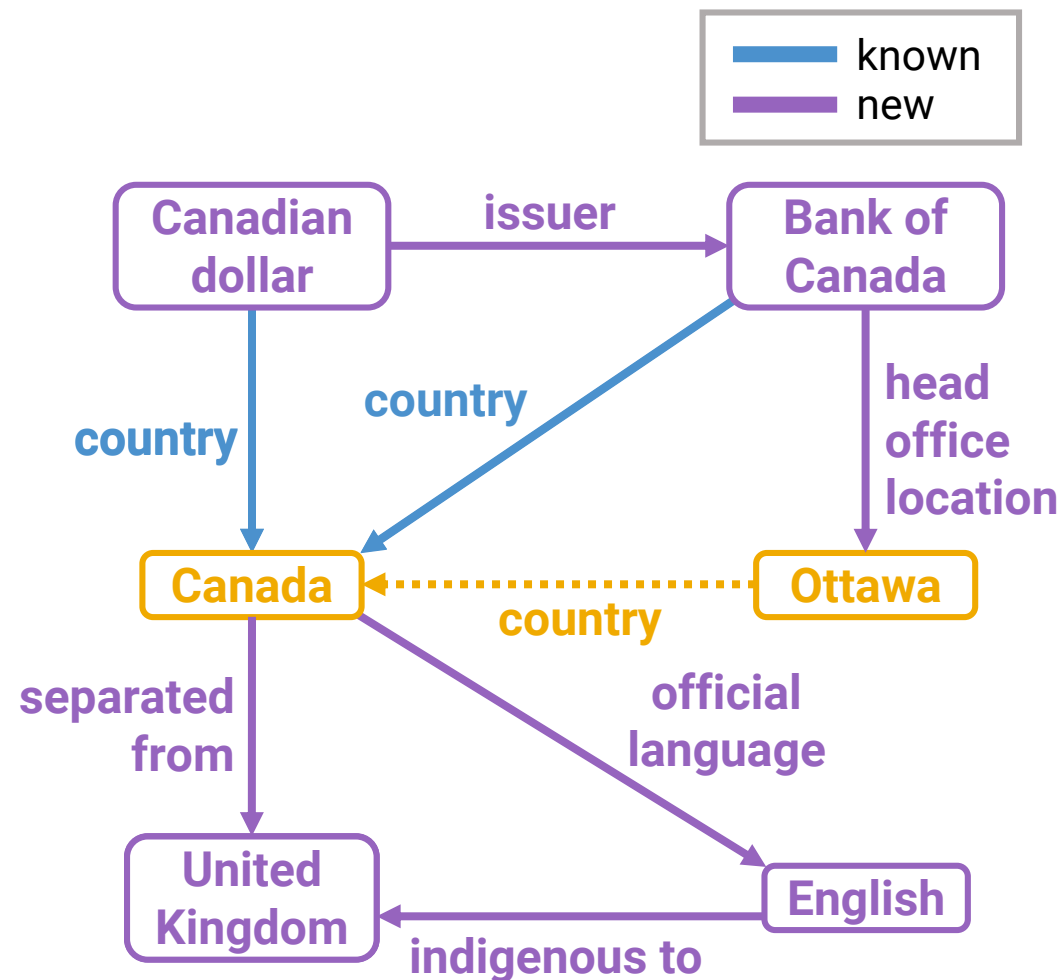 known
new
Canadian
dollar
issuer
Bank of
Canada
country
country
head
office
location
Canada
country
Ottawa
separated
from
official
language
United
Kingdom
indigenous to
English